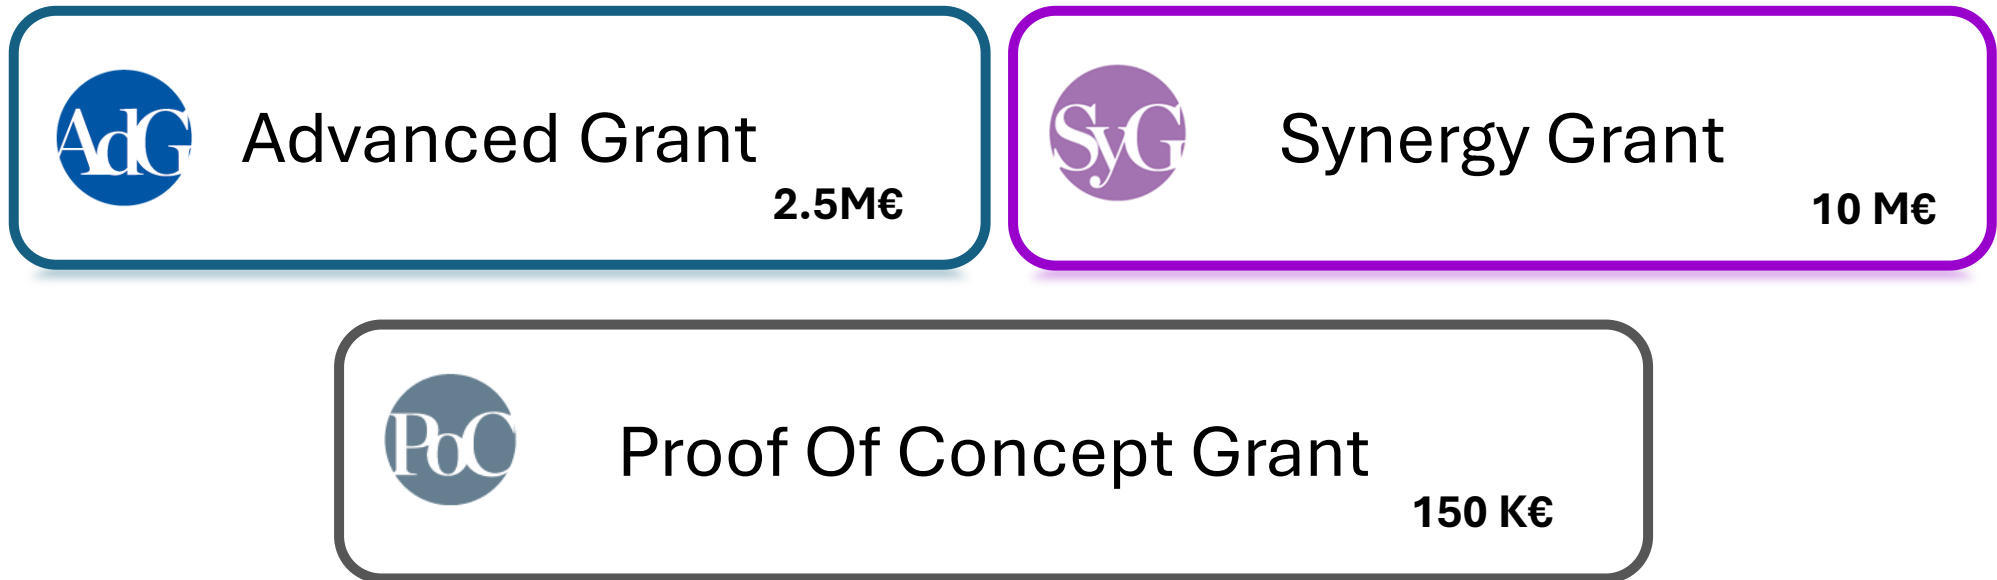 AdG
Advanced Grant
2.5M€
SyG
Synergy Grant
10 M€
PoC
Proof Of Concept Grant
150 K€